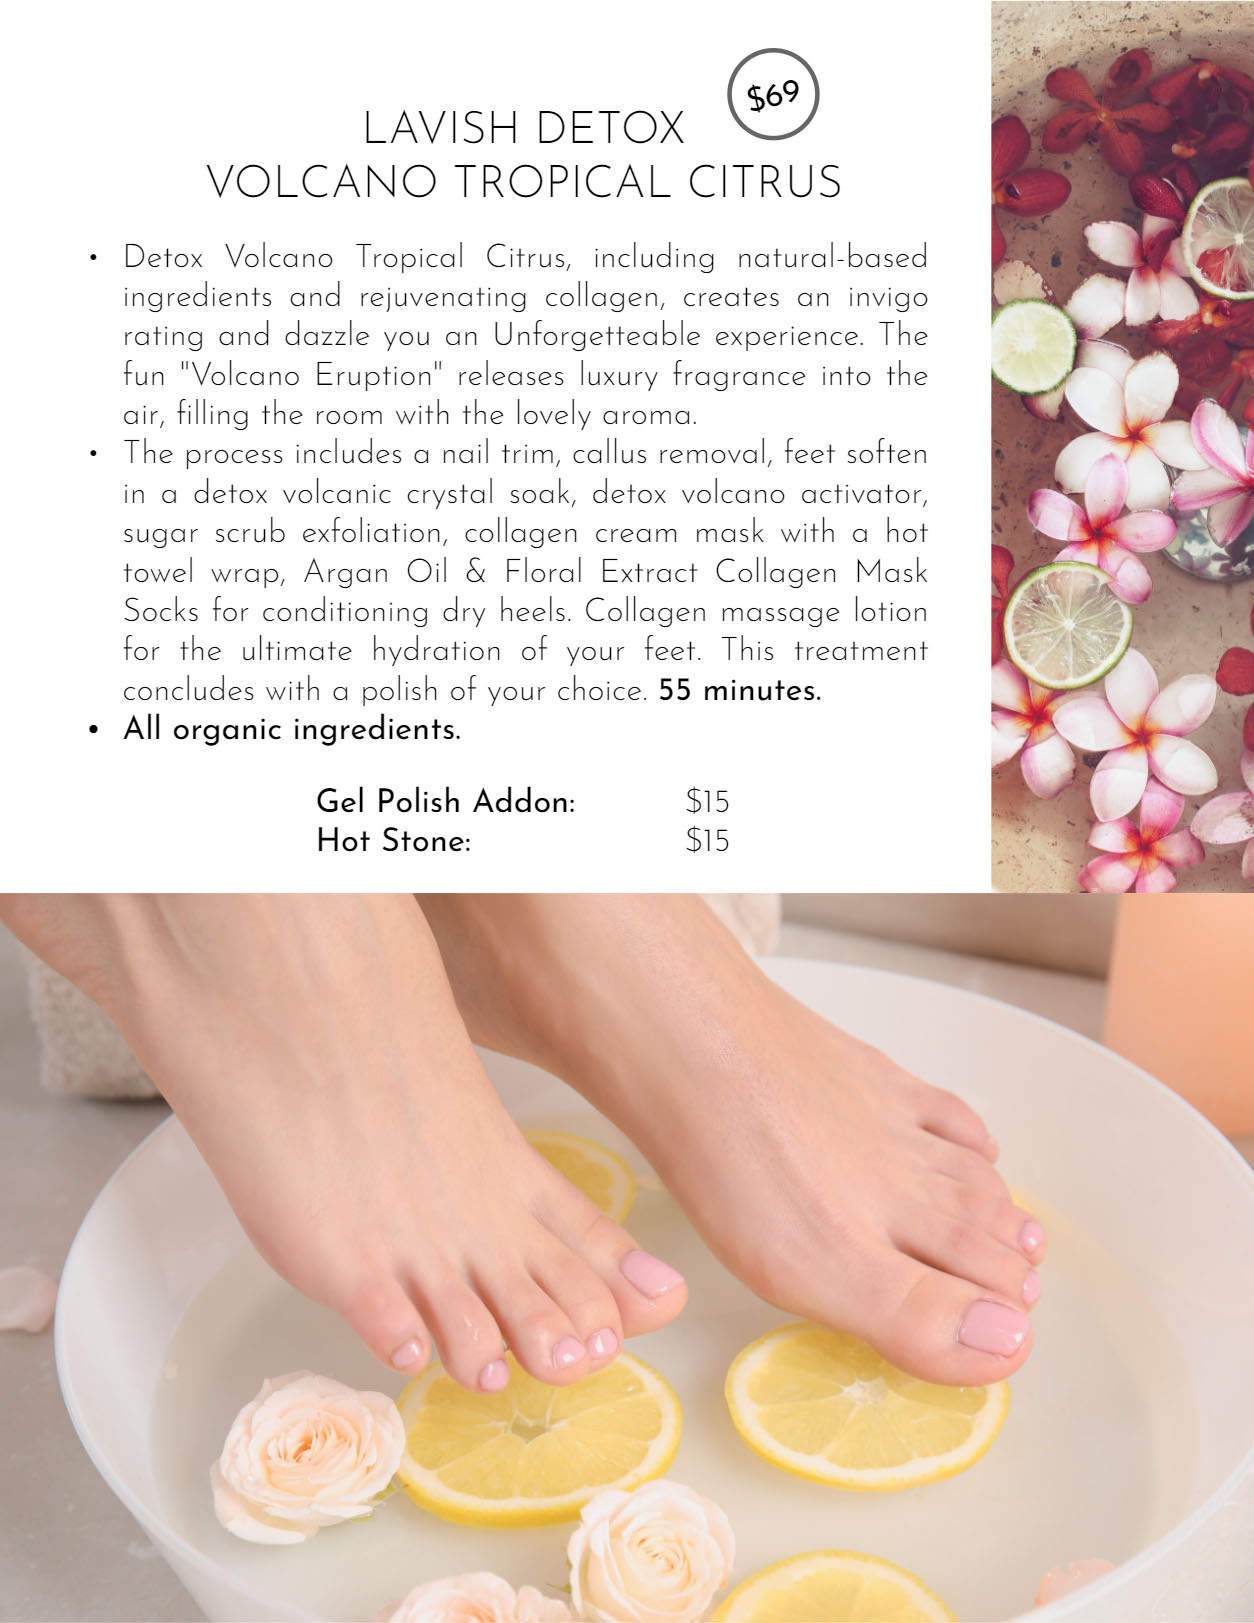 $69
LAVISH DETOX
VOLCANO TROPICAL CITRUS
• Detox Volcano Tropical Citrus, including natural-based
ingredients and rejuvenating collagen, creates an invigo
rating and dazzle you an Unforgetteable experience. The
fun "Volcano Eruption" releases luxury fragrance into the
air, filling the room with the lovely aroma.
• The process includes a nail trim, callus removal, feet soften
in a detox volcanic crystal soak, detox volcano activator,
sugar scrub exfoliation, collagen cream mask with a hot
towel wrap, Argan Oil & Floral Extract Collagen Mask
Socks for conditioning dry heels. Collagen massage lotion
for the ultimate hydration of your feet. This treatment
concludes with a polish of your choice. 55 minutes.
• All organic ingredients.
Gel Polish Addon: $15
Hot Stone: $15